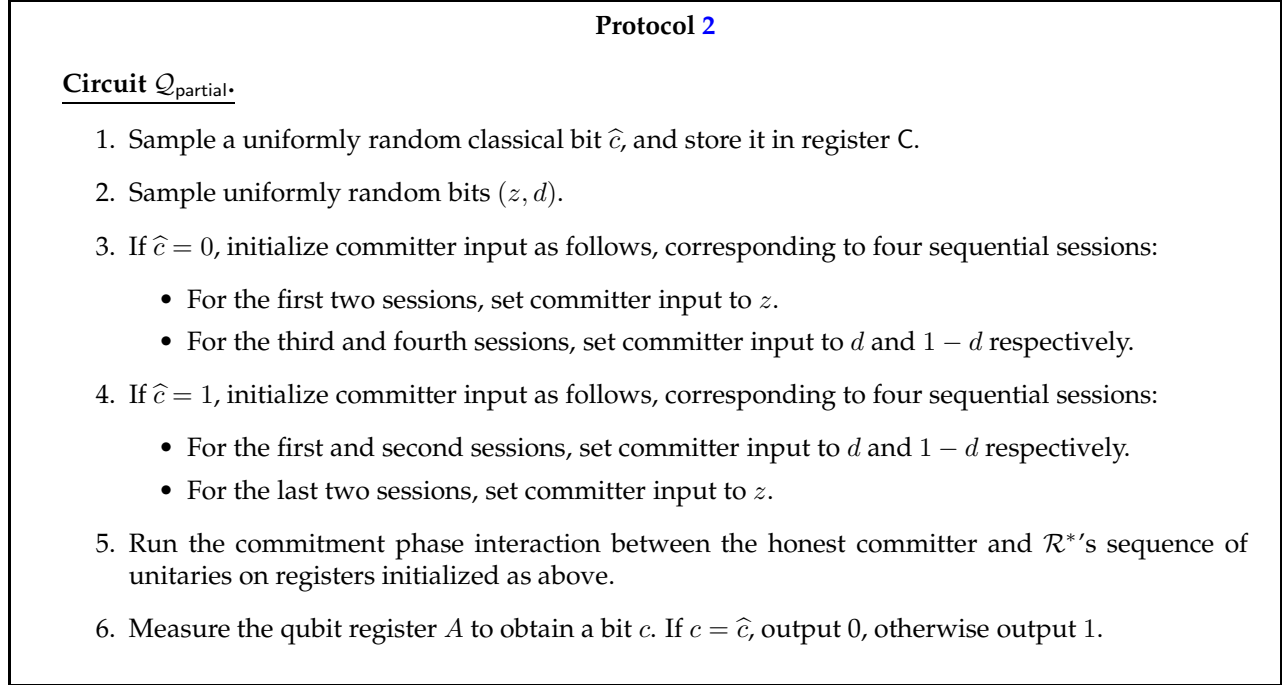 Protocol 2
Circuit 𝒬partial.
1. Sample a uniformly random classical bit ĉ, and store it in register C.
2. Sample uniformly random bits (z, d).
3. If ĉ = 0, initialize committer input as follows, corresponding to four sequential sessions:
• For the first two sessions, set committer input to z.
• For the third and fourth sessions, set committer input to d and 1 − d respectively.
4. If ĉ = 1, initialize committer input as follows, corresponding to four sequential sessions:
• For the first and second sessions, set committer input to d and 1 − d respectively.
• For the last two sessions, set committer input to z.
5. Run the commitment phase interaction between the honest committer and ℛ*'s sequence of
unitaries on registers initialized as above.
6. Measure the qubit register A to obtain a bit c. If c = ĉ, output 0, otherwise output 1.